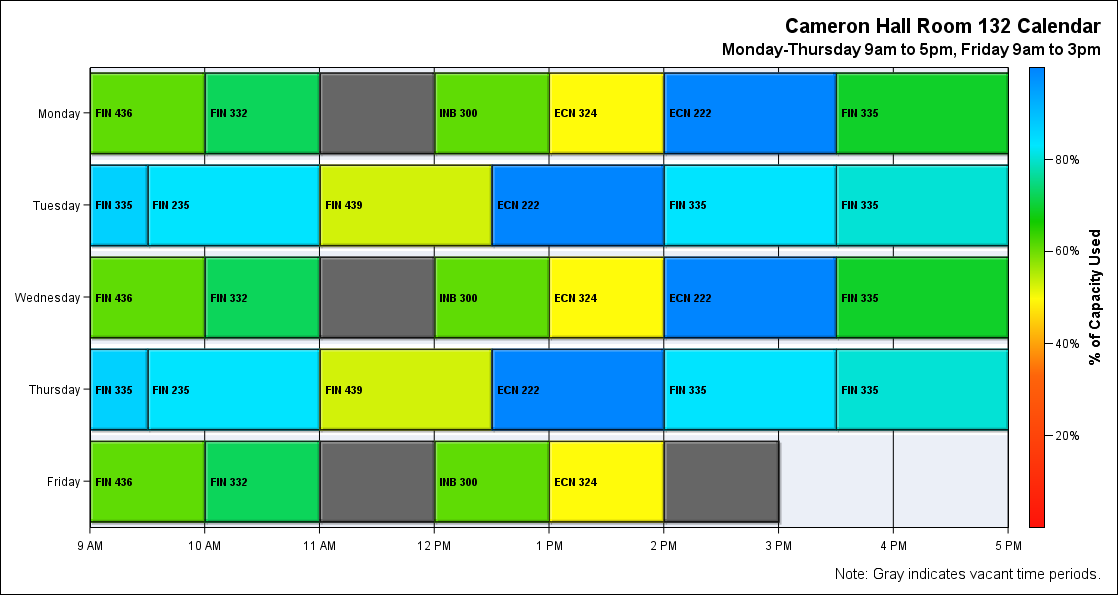 Cameron Hall Room 132 Calendar
Monday-Thursday 9am to 5pm, Friday 9am to 3pm
Monday
FIN 436
FIN 332
INB 300
ECN 324
ECN 222
FIN 335
Tuesday
FIN 335
FIN 235
FIN 439
ECN 222
FIN 335
FIN 335
Wednesday
FIN 436
FIN 332
INB 300
ECN 324
ECN 222
FIN 335
Thursday
FIN 335
FIN 235
FIN 439
ECN 222
FIN 335
FIN 335
Friday
FIN 436
FIN 332
INB 300
ECN 324
9 AM
10 AM
11 AM
12 PM
1 PM
2 PM
3 PM
4 PM
5 PM
80%
60%
40%
20%
% of Capacity Used
Note: Gray indicates vacant time periods.